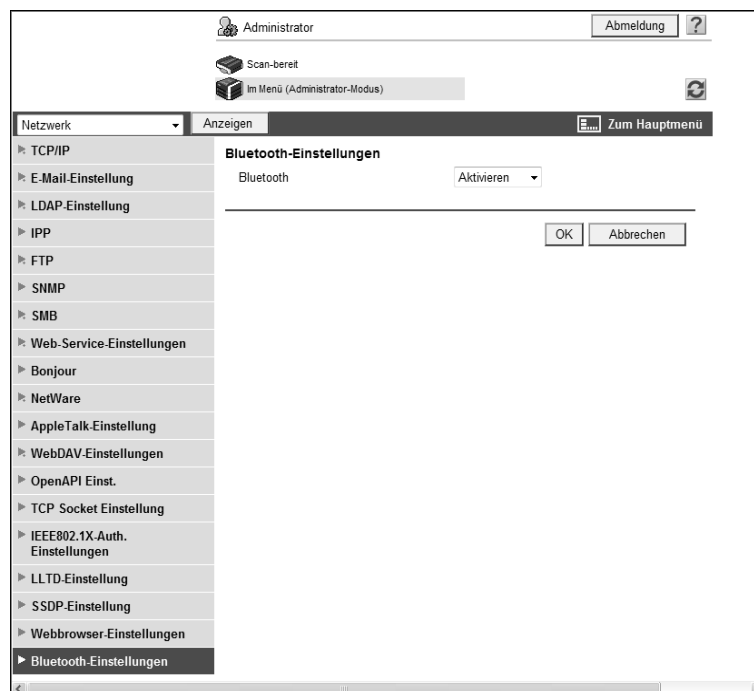 Administrator
Abmeldung
?
Scan-bereit
Im Menü (Administrator-Modus)
Netzwerk
Anzeigen
Zum Hauptmenü
TCP/IP
E-Mail-Einstellung
LDAP-Einstellung
IPP
FTP
SNMP
SMB
Web-Service-Einstellungen
Bonjour
NetWare
AppleTalk-Einstellung
WebDAV-Einstellungen
OpenAPI Einst.
TCP Socket Einstellung
IEEE802.1X-Auth.
Einstellungen
LLTD-Einstellung
SSDP-Einstellung
Webbrowser-Einstellungen
Bluetooth-Einstellungen
Bluetooth-Einstellungen
Bluetooth Aktivieren
OK Abbrechen